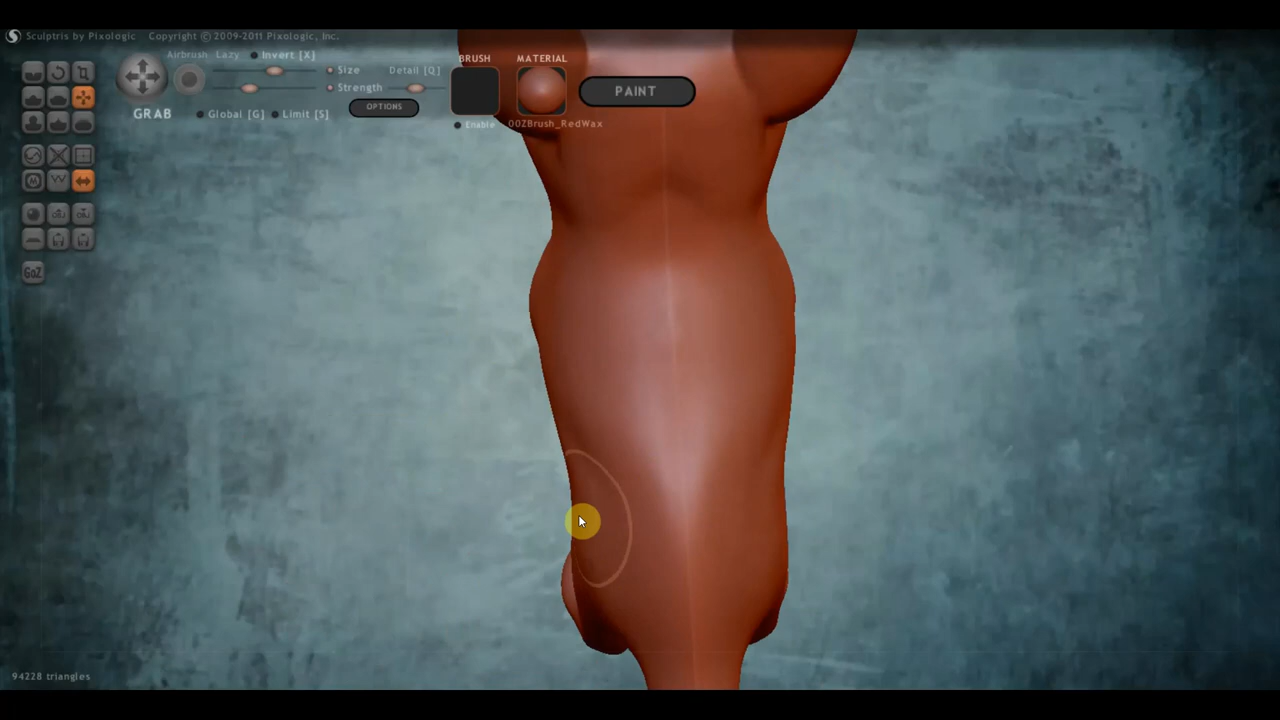 Sculptris by Pixologic Copyright © 2009-2011 Pixologic, Inc.
Airbrush Lazy Invert [X]
BRUSH MATERIAL
Size Detail [Q]
Strength
PAINT
OPTIONS
GRAB Global [G] Limit [S]
Enable 00ZBrush_RedWax
GoZ
94228 triangles